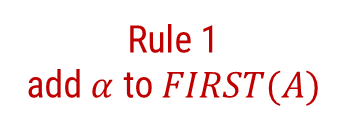 Rule 1
add α to FIRST(A)